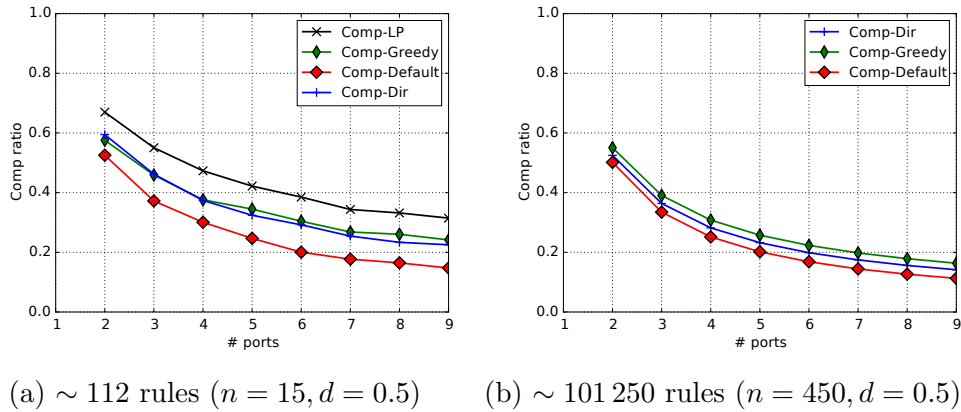 1.0
0.8
0.6
0.4
0.2
0.0
Comp ratio
1 2 3 4 5 6 7 8 9
# ports
Comp-LP
Comp-Greedy
Comp-Default
Comp-Dir
(a) ∼ 112 rules (n = 15, d = 0.5)
1.0
0.8
0.6
0.4
0.2
0.0
Comp ratio
1 2 3 4 5 6 7 8 9
# ports
Comp-Dir
Comp-Greedy
Comp-Default
(b) ∼ 101 250 rules (n = 450, d = 0.5)